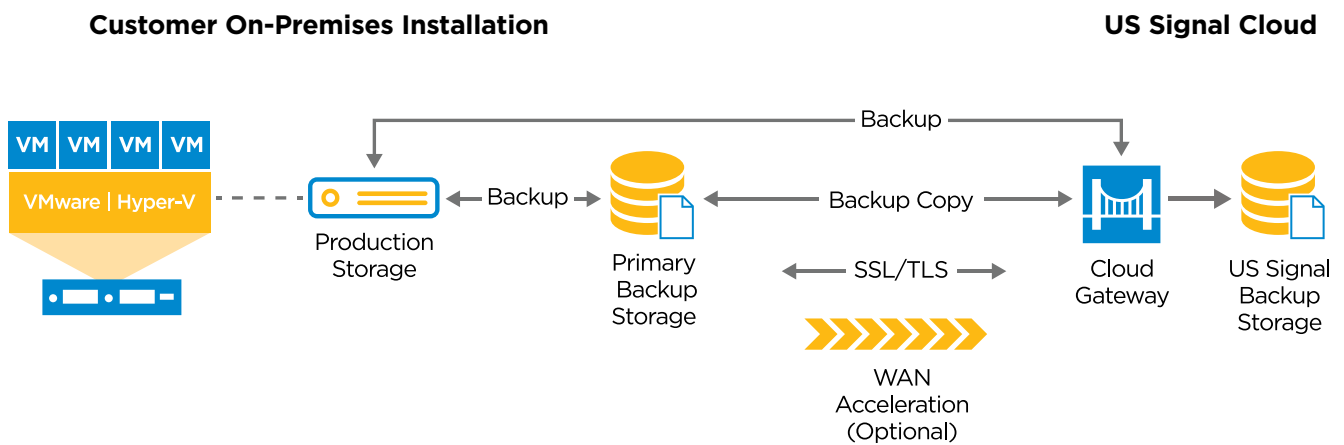 Customer On-Premises Installation
US Signal Cloud
Backup
VM VM VM VM
VMware | Hyper-V
Backup
Backup Copy
Production
Storage
Primary
Backup
Storage
SSL/TLS
Cloud
Gateway
US Signal
Backup
Storage
WAN
Acceleration
(Optional)